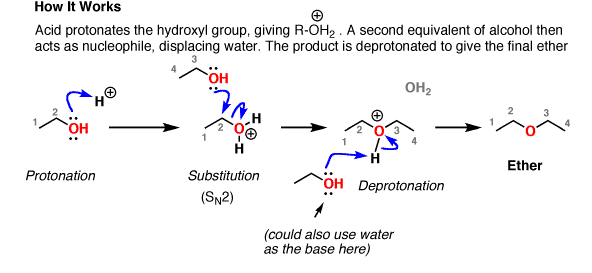 How It Works
⊕
Acid protonates the hydroxyl group, giving R-OH2 . A second equivalent of alcohol then
acts as nucleophile, displacing water. The product is deprotonated to give the final ether
3
4
OH
H⊕
OH2
2
1
OH
H
2
O
⊕
1
H
⊕
2
O
3
1
4
H
2
3
1
O
4
Ether
Protonation
Substitution
(SN2)
OH
Deprotonation
(could also use water
as the base here)